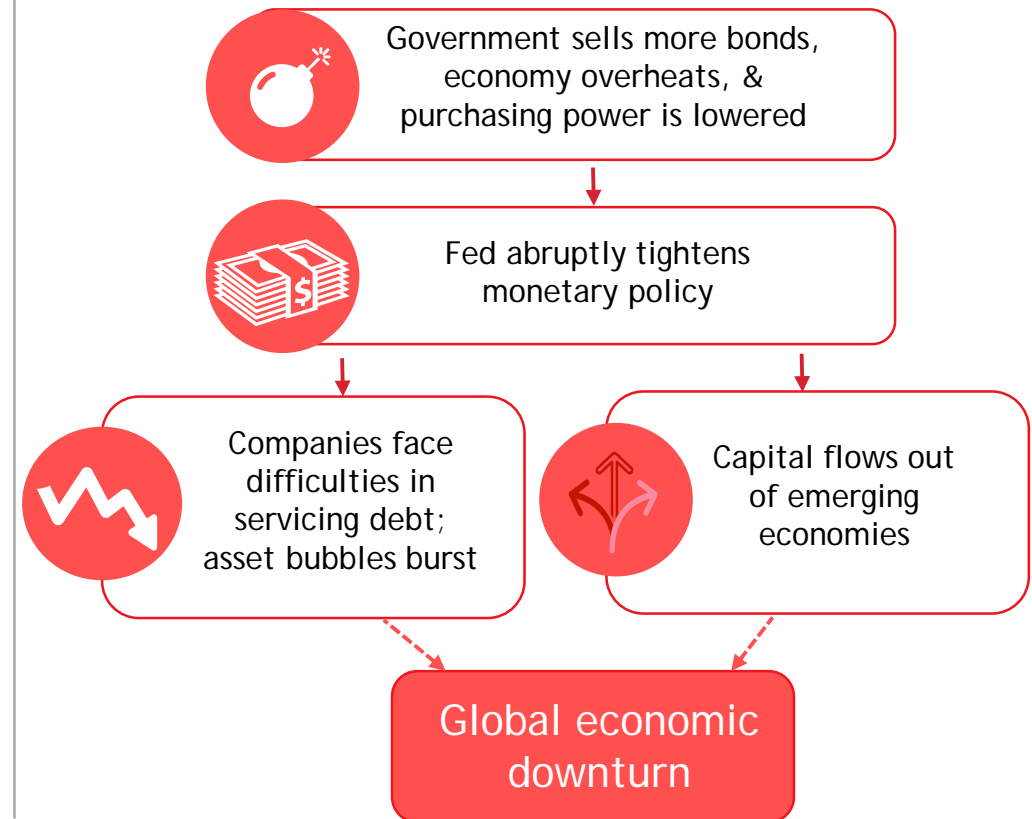 Government sells more bonds,
economy overheats, &
purchasing power is lowered
Fed abruptly tightens
monetary policy
$
Companies face
difficulties in
servicing debt;
asset bubbles burst
Capital flows out
of emerging
economies
Global economic
downturn